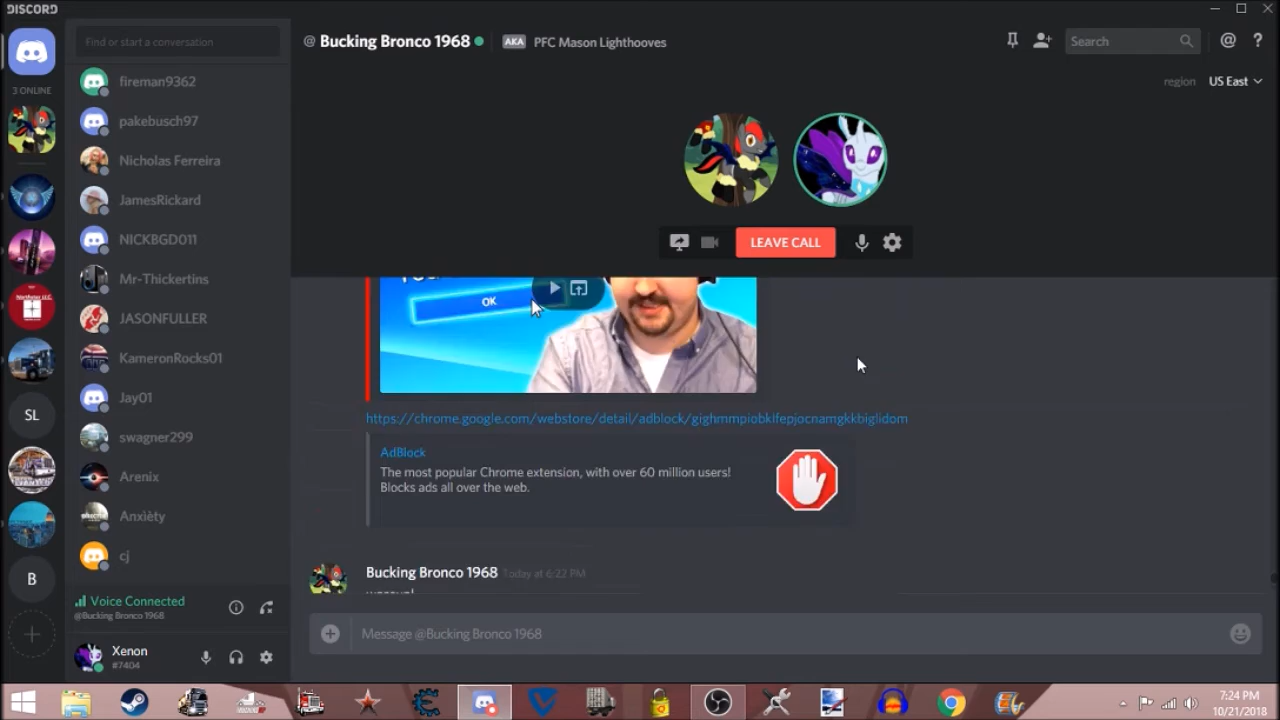 DISCORD
Find or start a conversation
@ Bucking Bronco 1968
AKA PFC Mason Lighthooves
Search
@ ?
3 ONLINE
region US East
fireman9362
pakebusch97
Nicholas Ferreira
JamesRickard
NICKBGD011
Mr-Thickertins
JASONFULLER
KameronRocks01
Jay01
swagner299
Arenix
Anxièty
cj
SL
B
LEAVE CALL
OK
https://chrome.google.com/webstore/detail/adblock/gighmmpiobklfepjocnamgkkbiglidom
AdBlock
The most popular Chrome extension, with over 60 million users!
Blocks ads all over the web.
Bucking Bronco 1968 Today at 6:22 PM
Voice Connected
@Bucking Bronco 1968
Xenon
#7404
Message @Bucking Bronco 1968
7:24 PM
10/21/2018